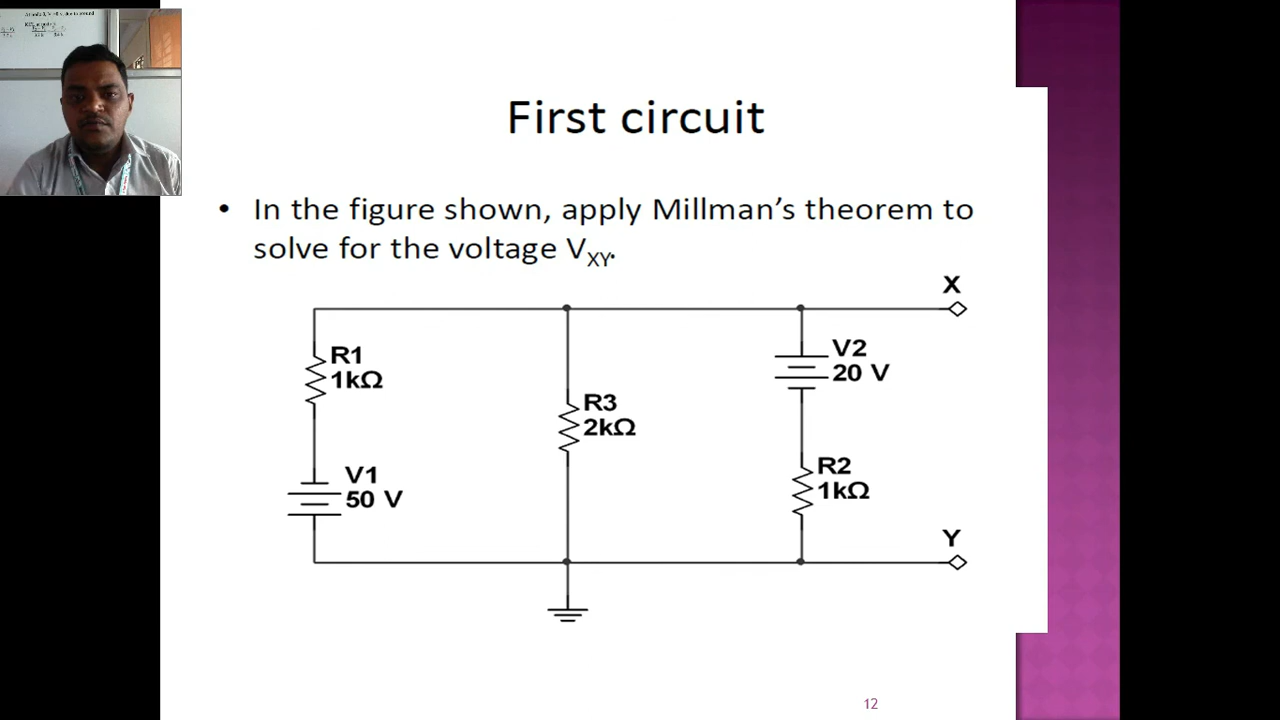 First circuit
• In the figure shown, apply Millman's theorem to
solve for the voltage V_XY.
X
R1
1kΩ
V1
50 V
R3
2kΩ
V2
20 V
R2
1kΩ
Y
12